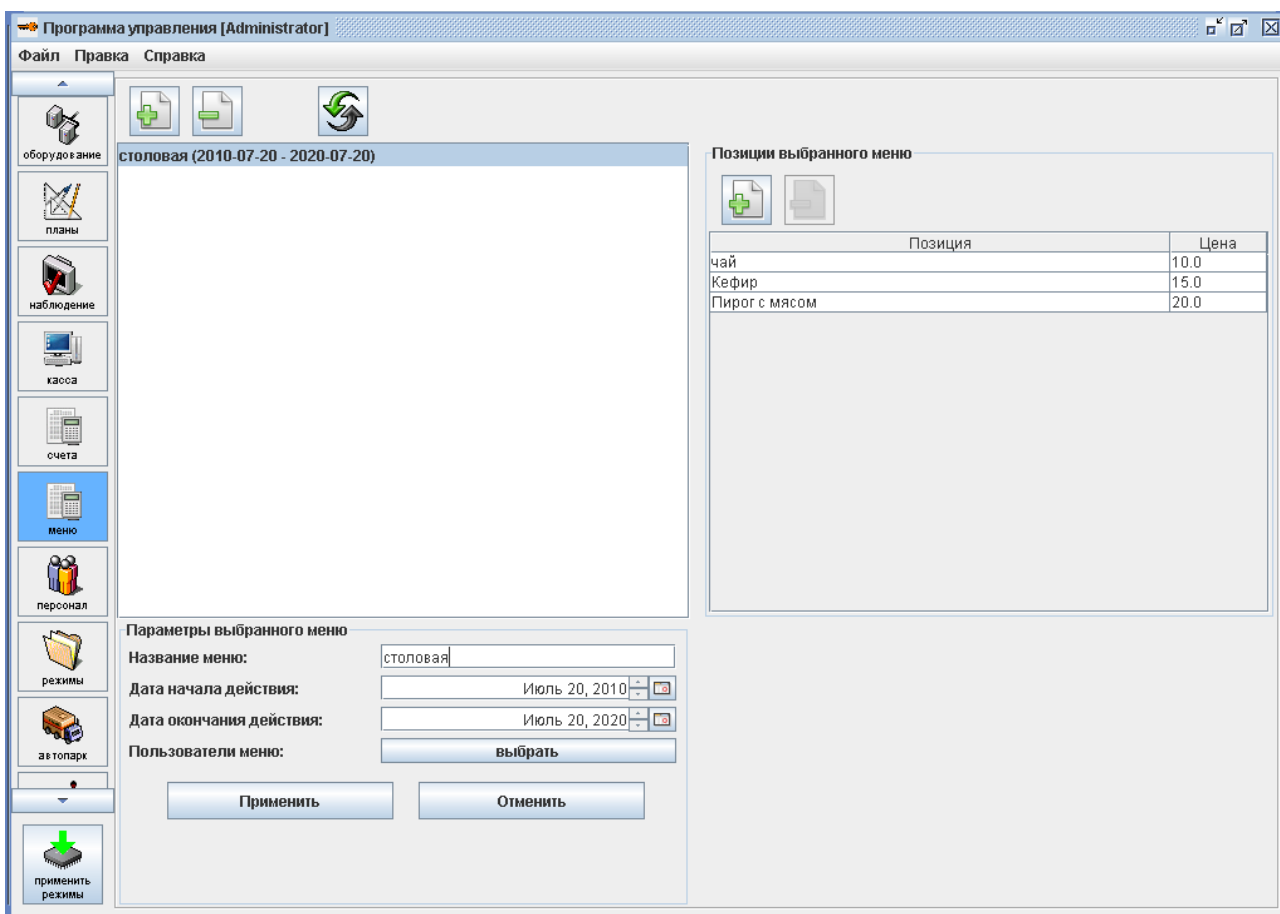 Программа управления [Administrator]
Файл Правка Справка
оборудование
планы
наблюдение
касса
счета
меню
персонал
режимы
автопарк
применить
режимы
столовая (2010-07-20 - 2020-07-20)
Параметры выбранного меню
Название меню: столовая
Дата начала действия: Июль 20, 2010
Дата окончания действия: Июль 20, 2020
Пользователи меню: выбрать
Применить Отменить
Позиции выбранного меню
Позиция Цена
чай 10.0
Кефир 15.0
Пирог с мясом 20.0